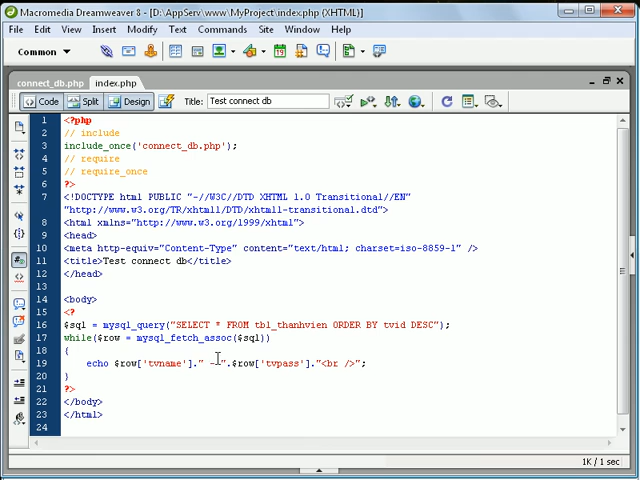 Macromedia Dreamweaver 8 - [D:\AppServ\www\MyProject\index.php (XHTML)]
File Edit View Insert Modify Text Commands Site Window Help
Common
connect_db.php index.php
Code Split Design Title: Test connect db
1 <?php
2 // include
3 include_once('connect_db.php');
4 // require
5 // require_once
6 ?>
7 <!DOCTYPE html PUBLIC "-//W3C//DTD XHTML 1.0 Transitional//EN"
"http://www.w3.org/TR/xhtml1/DTD/xhtml1-transitional.dtd">
8 <html xmlns="http://www.w3.org/1999/xhtml">
9 <head>
10 <meta http-equiv="Content-Type" content="text/html; charset=iso-8859-1" />
11 <title>Test connect db</title>
12 </head>
13
14 <body>
15 <?
16 $sql = mysql_query("SELECT * FROM tbl_thanhvien ORDER BY tvid DESC");
17 while($row = mysql_fetch_assoc($sql))
18 {
19 echo $row['tvname']." - ".$row['tvpass']."<br />";
20 }
21 ?>
22 </body>
23 </html>
24
1K / 1 sec